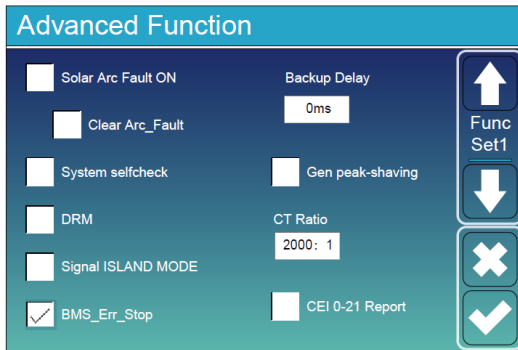 Advanced Function
Solar Arc Fault ON
Backup Delay
0ms
Clear Arc_Fault
System selfcheck
Gen peak-shaving
DRM
CT Ratio
2000: 1
Signal ISLAND MODE
BMS_Err_Stop
CEI 0-21 Report
Func
Set1